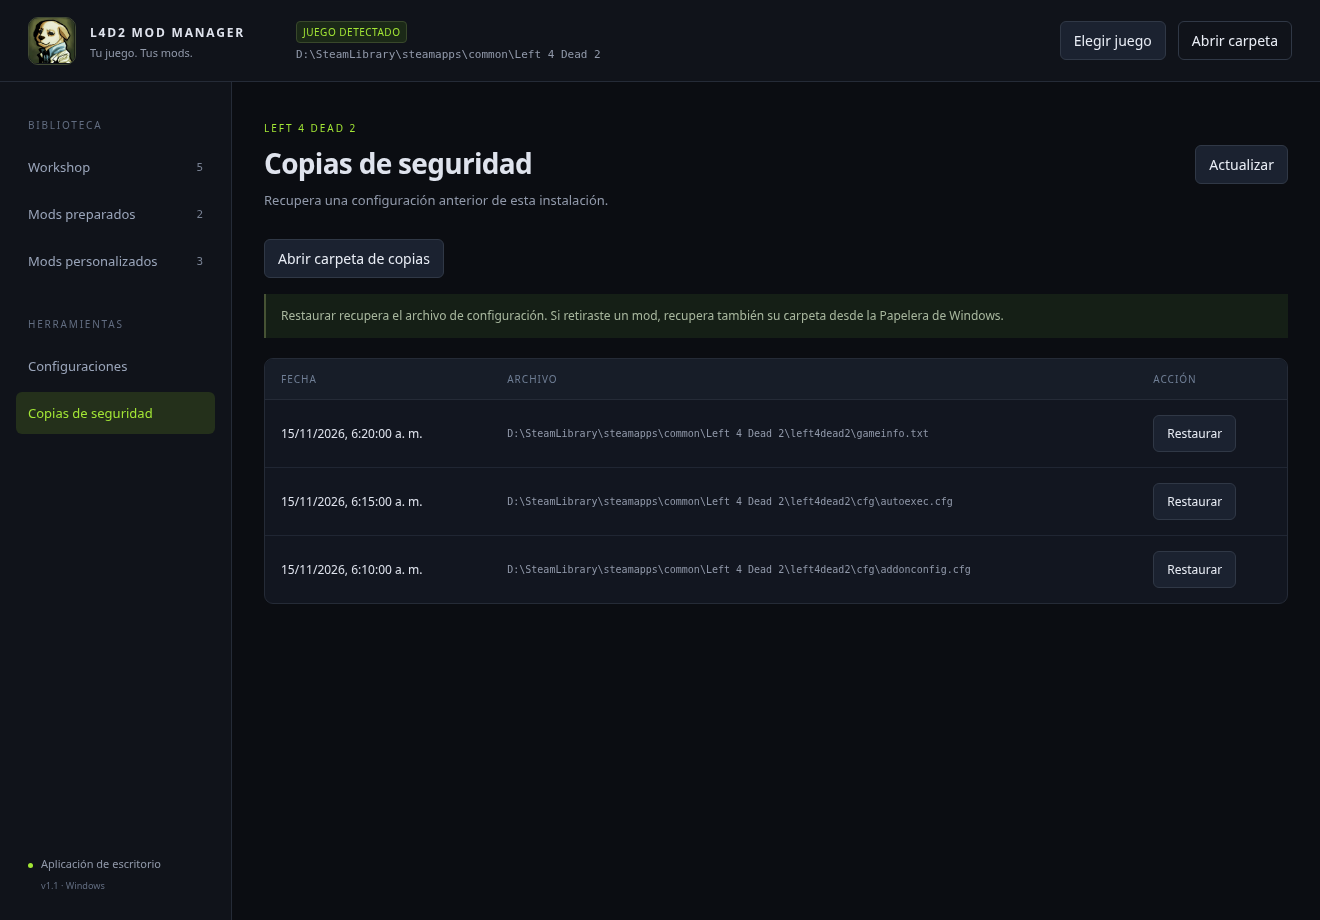 L4D2 MOD MANAGER
Tu juego. Tus mods.
JUEGO DETECTADO
D:\SteamLibrary\steamapps\common\Left 4 Dead 2
Elegir juego
Abrir carpeta
BIBLIOTECA
Workshop 5
Mods preparados 2
Mods personalizados 3
HERRAMIENTAS
Configuraciones
Copias de seguridad
Aplicación de escritorio
v1.1 · Windows
LEFT 4 DEAD 2
Copias de seguridad
Recupera una configuración anterior de esta instalación.
Actualizar
Abrir carpeta de copias
Restaurar recupera el archivo de configuración. Si retiraste un mod, recupera también su carpeta desde la Papelera de Windows.
FECHA ARCHIVO ACCIÓN
15/11/2026, 6:20:00 a. m. D:\SteamLibrary\steamapps\common\Left 4 Dead 2\left4dead2\gameinfo.txt Restaurar
15/11/2026, 6:15:00 a. m. D:\SteamLibrary\steamapps\common\Left 4 Dead 2\left4dead2\cfg\autoexec.cfg Restaurar
15/11/2026, 6:10:00 a. m. D:\SteamLibrary\steamapps\common\Left 4 Dead 2\left4dead2\cfg\addonconfig.cfg Restaurar